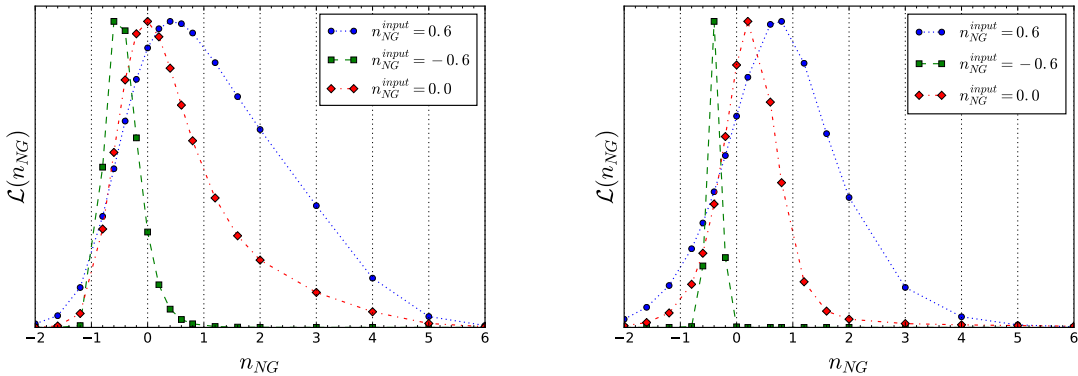 $\mathcal{L}(n_{NG})$
$n_{NG}^{input} = 0.6$
$n_{NG}^{input} = -0.6$
$n_{NG}^{input} = 0.0$
−2 −1 0 1 2 3 4 5 6
$n_{NG}$
$\mathcal{L}(n_{NG})$
$n_{NG}^{input} = 0.6$
$n_{NG}^{input} = -0.6$
$n_{NG}^{input} = 0.0$
−2 −1 0 1 2 3 4 5 6
$n_{NG}$